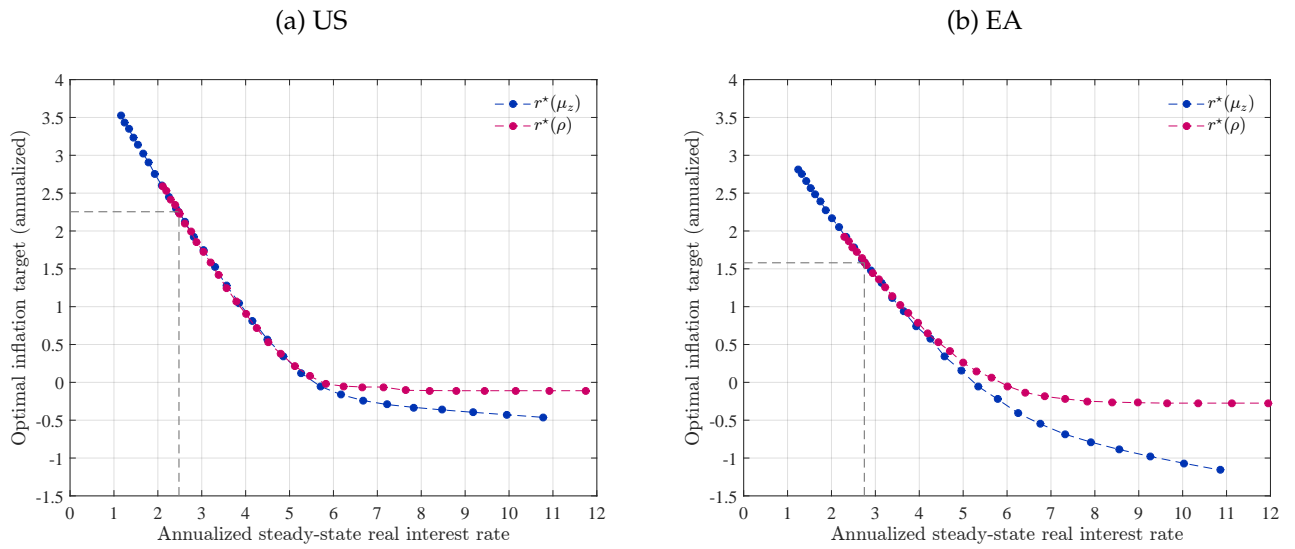 (a) US
4
3.5
3
2.5
2
1.5
1
0.5
0
-0.5
-1
-1.5
Optimal inflation target (annualized)
r⋆(μz)
r⋆(ρ)
0 1 2 3 4 5 6 7 8 9 10 11 12
Annualized steady-state real interest rate
(b) EA
4
3.5
3
2.5
2
1.5
1
0.5
0
-0.5
-1
-1.5
Optimal inflation target (annualized)
r⋆(μz)
r⋆(ρ)
0 1 2 3 4 5 6 7 8 9 10 11 12
Annualized steady-state real interest rate